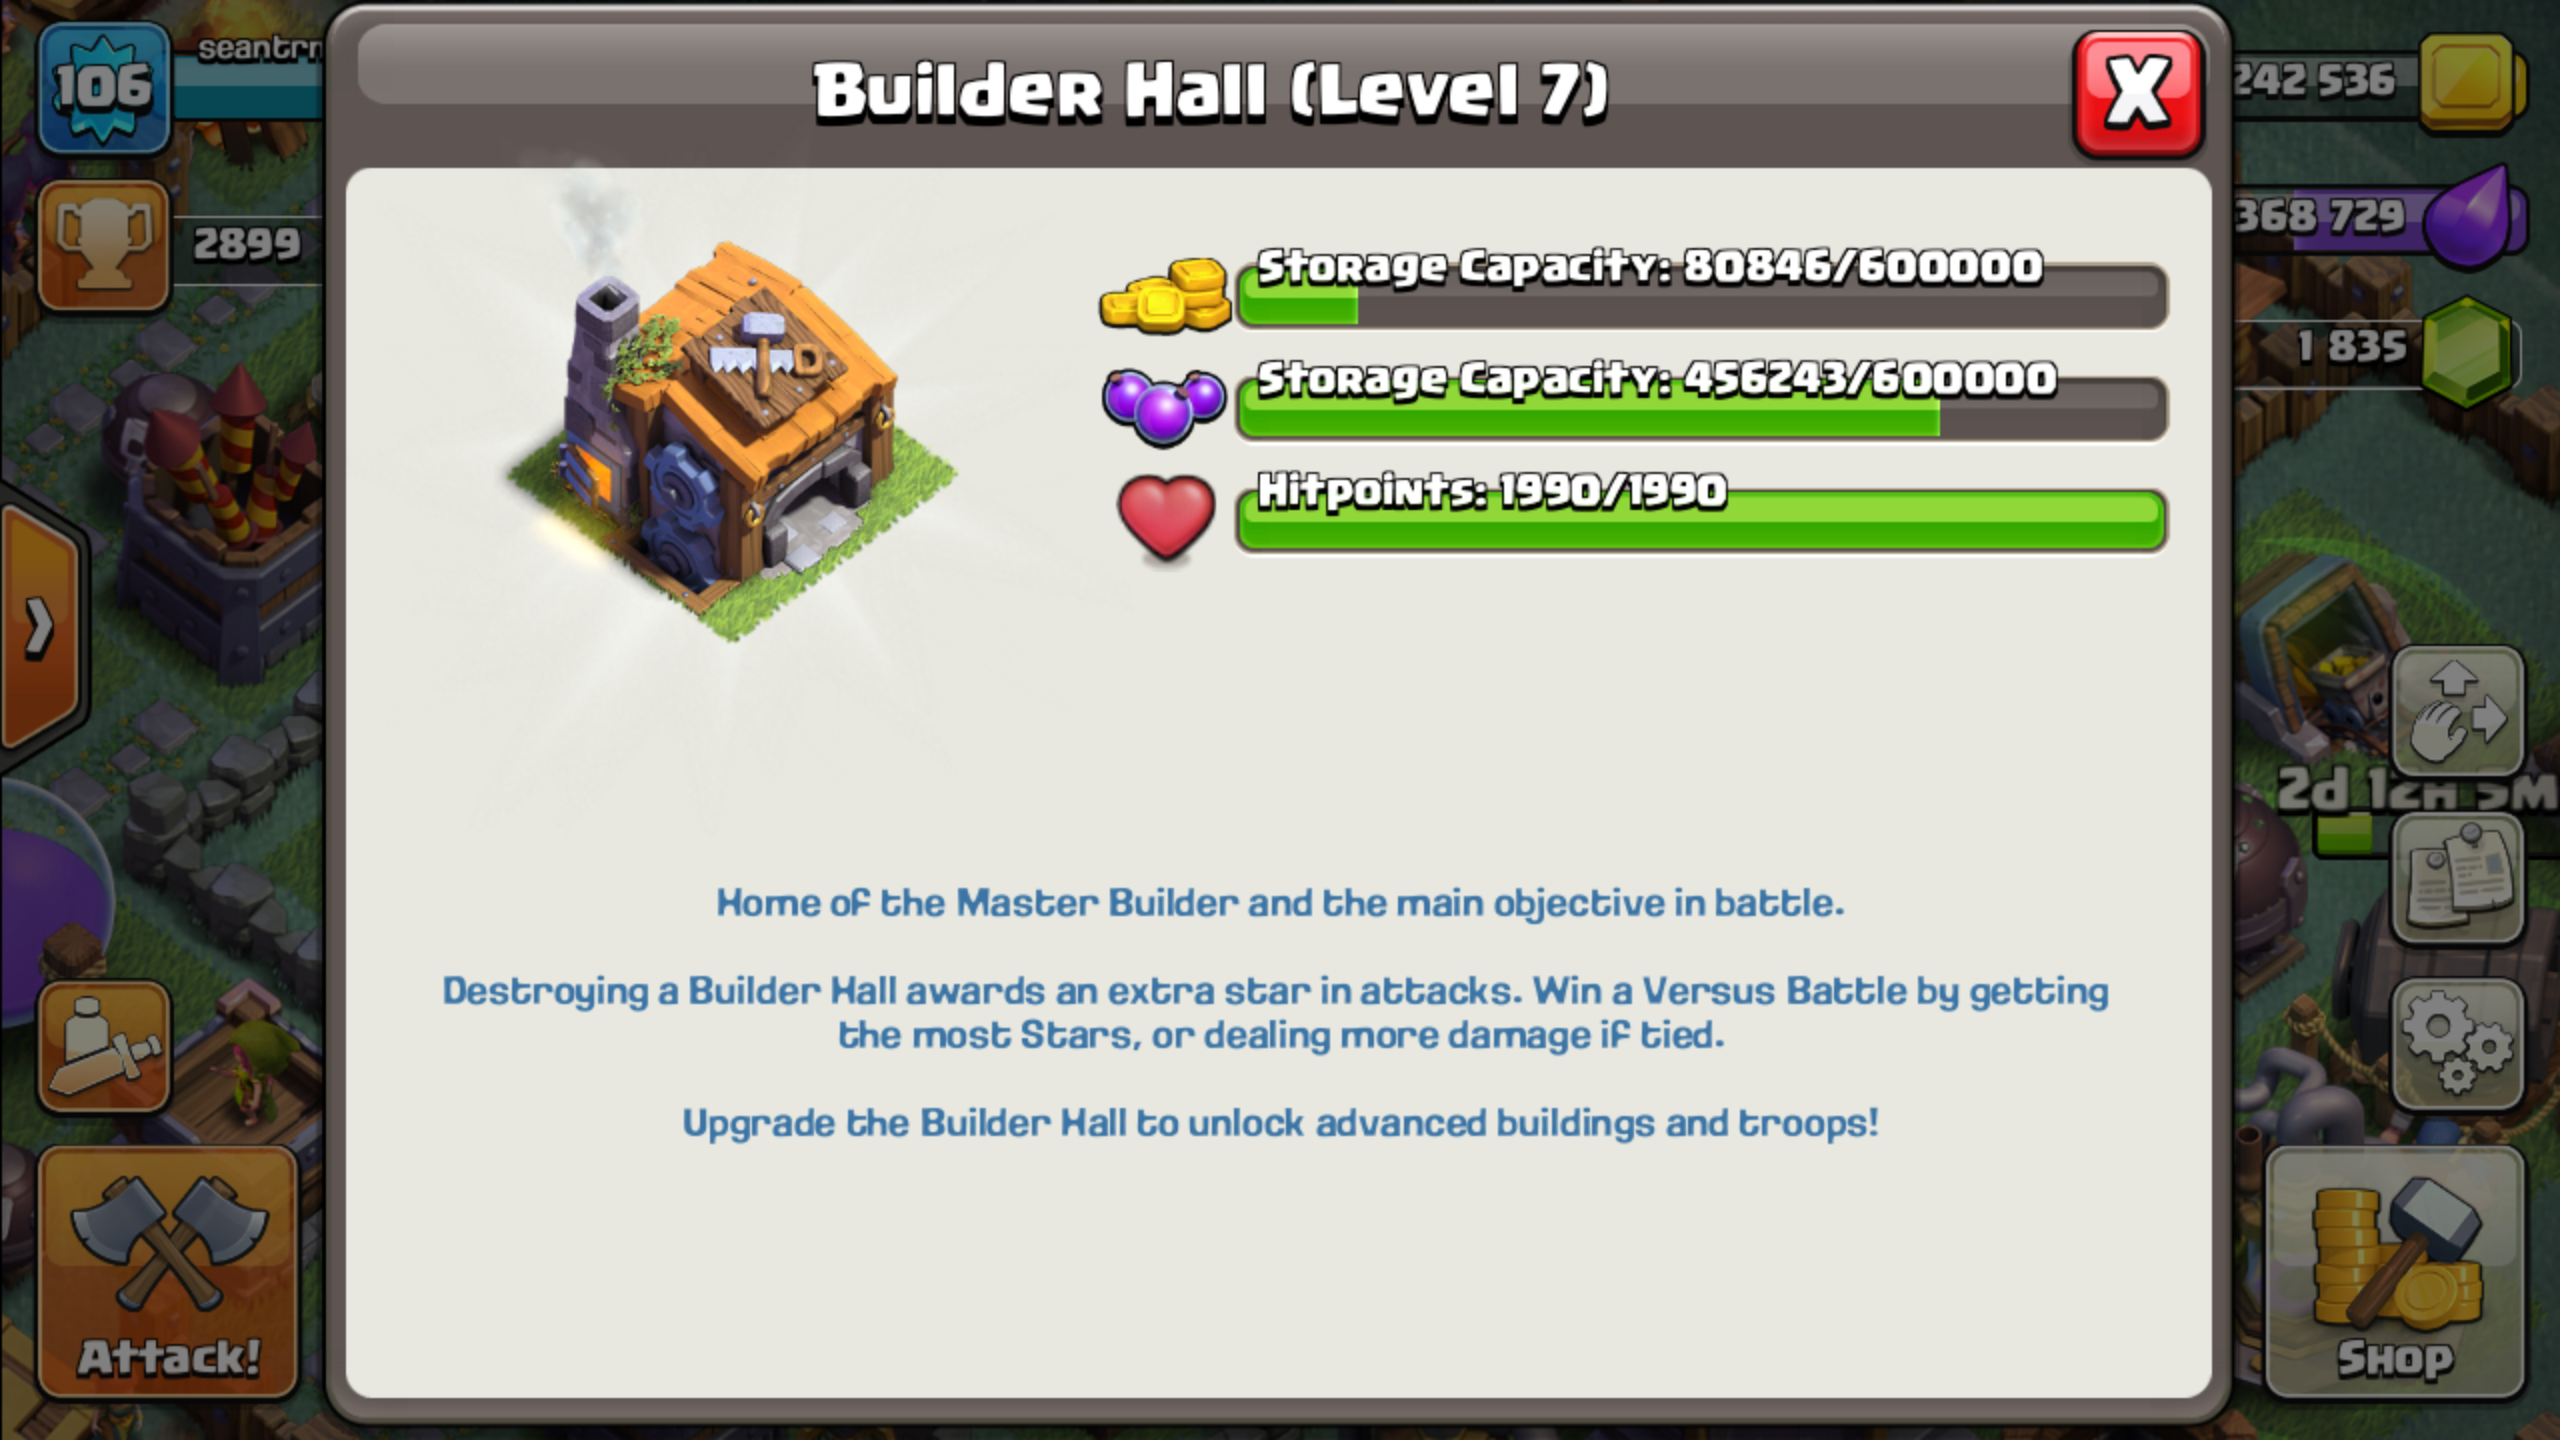 Builder Hall (Level 7)
X
106
2899
242 536
368 729
1 835
Storage Capacity: 80846/600000
Storage Capacity: 456243/600000
Hitpoints: 1990/1990
2d 12H 5M
Home of the Master Builder and the main objective in battle.
Destroying a Builder Hall awards an extra star in attacks. Win a Versus Battle by getting
the most Stars, or dealing more damage if tied.
Upgrade the Builder Hall to unlock advanced buildings and troops!
Attack!
Shop